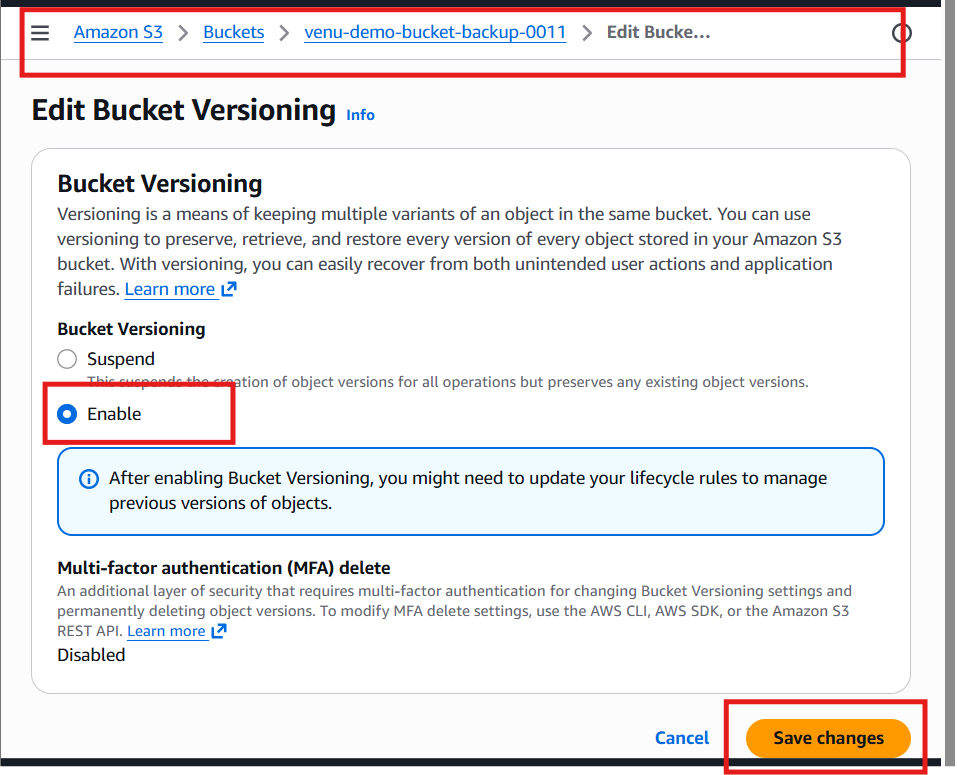 Amazon S3 > Buckets > venu-demo-bucket-backup-0011 > Edit Bucke...
Edit Bucket Versioning Info
Bucket Versioning
Versioning is a means of keeping multiple variants of an object in the same bucket. You can use
versioning to preserve, retrieve, and restore every version of every object stored in your Amazon S3
bucket. With versioning, you can easily recover from both unintended user actions and application
failures. Learn more
Bucket Versioning
Suspend
This suspends the creation of object versions for all operations but preserves any existing object versions.
Enable
After enabling Bucket Versioning, you might need to update your lifecycle rules to manage
previous versions of objects.
Multi-factor authentication (MFA) delete
An additional layer of security that requires multi-factor authentication for changing Bucket Versioning settings and
permanently deleting object versions. To modify MFA delete settings, use the AWS CLI, AWS SDK, or the Amazon S3
REST API. Learn more
Disabled
Cancel Save changes